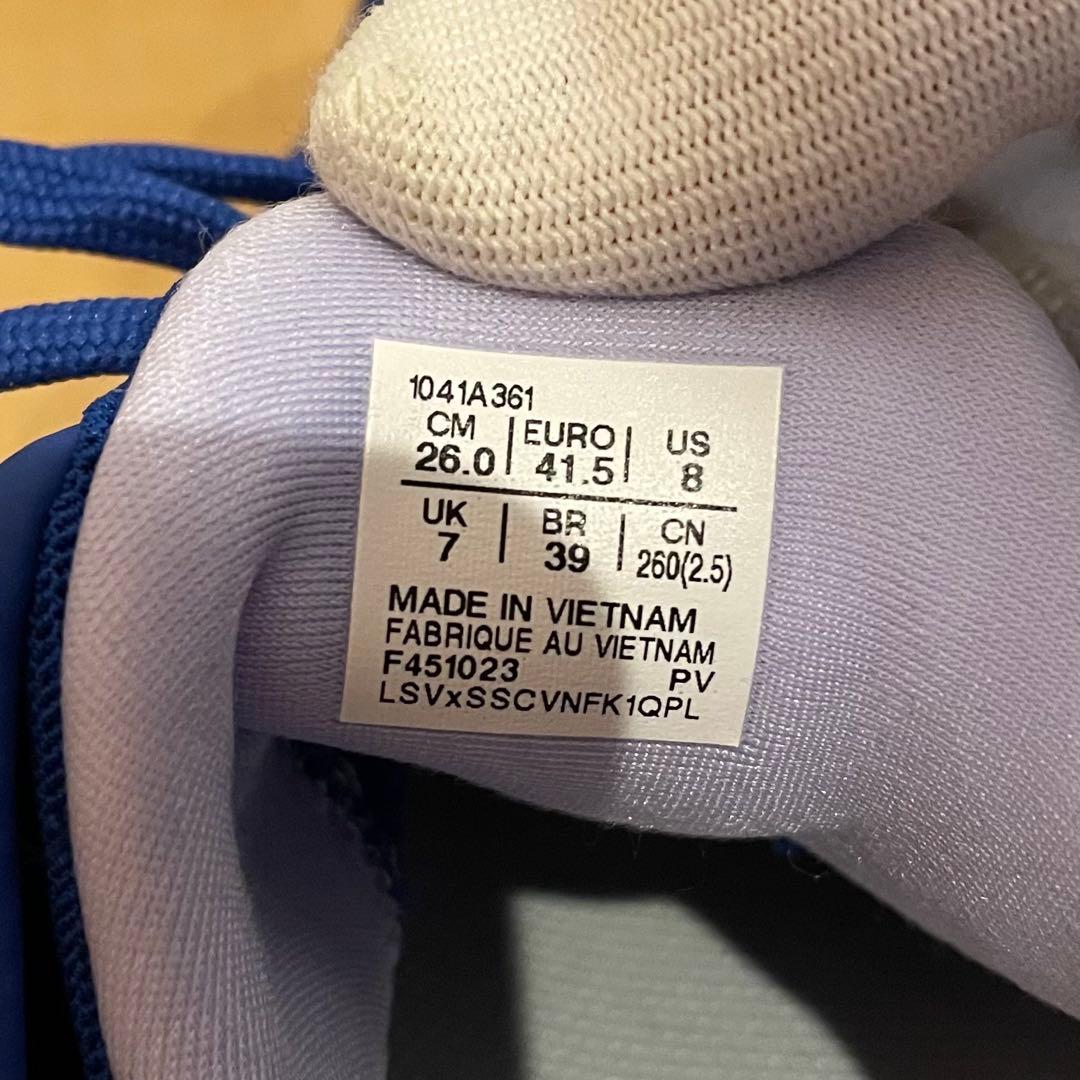 1041A361
CM | EURO | US
26.0 | 41.5 | 8
UK | BR | CN
7 | 39 | 260(2.5)
MADE IN VIETNAM
FABRIQUE AU VIETNAM
F451023 PV
LSVxSSCVNFK1QPL